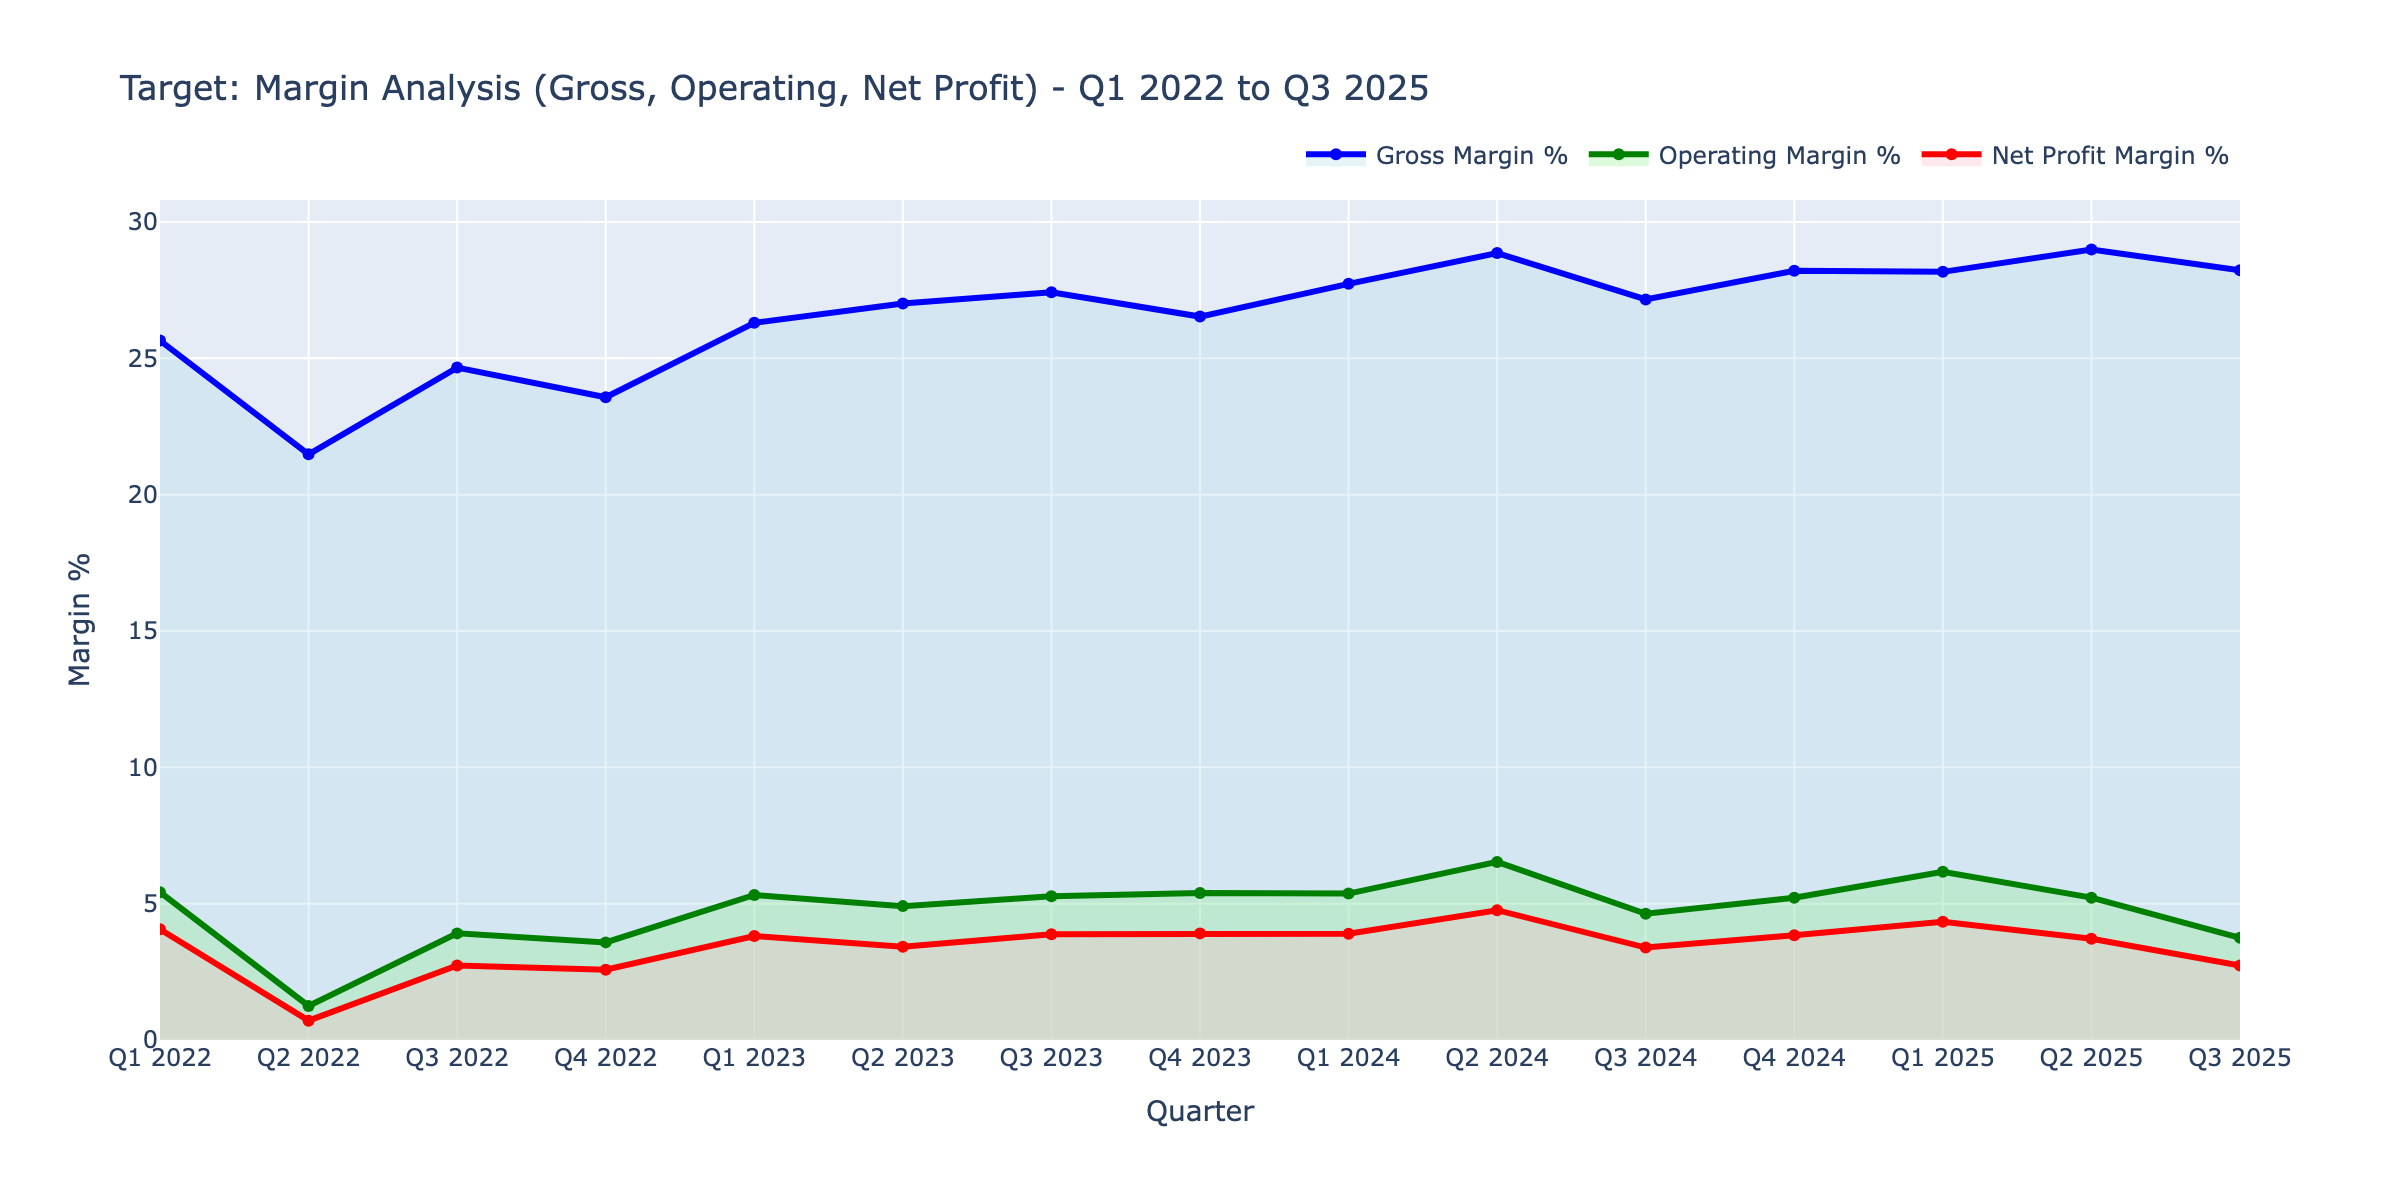 Target: Margin Analysis (Gross, Operating, Net Profit) - Q1 2022 to Q3 2025
Gross Margin % Operating Margin % Net Profit Margin %
30
25
20
15
10
5
0
Margin %
Q1 2022 Q2 2022 Q3 2022 Q4 2022 Q1 2023 Q2 2023 Q3 2023 Q4 2023 Q1 2024 Q2 2024 Q3 2024 Q4 2024 Q1 2025 Q2 2025 Q3 2025
Quarter